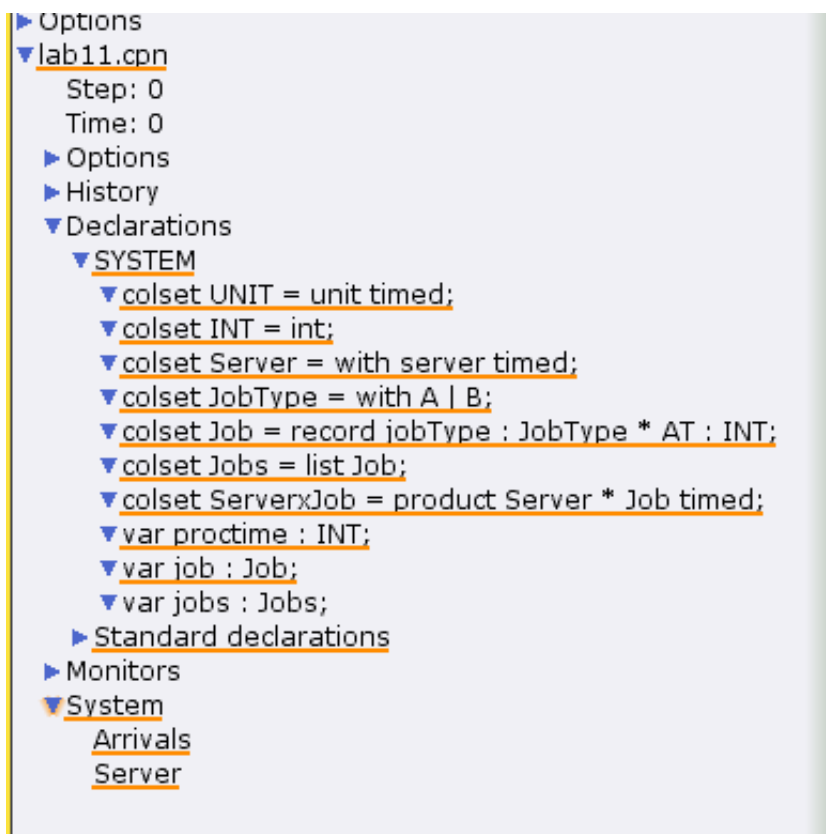 Options
lab11.cpn
Step: 0
Time: 0
Options
History
Declarations
SYSTEM
colset UNIT = unit timed;
colset INT = int;
colset Server = with server timed;
colset JobType = with A | B;
colset Job = record jobType : JobType * AT : INT;
colset Jobs = list Job;
colset ServerxJob = product Server * Job timed;
var proctime : INT;
var job : Job;
var jobs : Jobs;
Standard declarations
Monitors
System
Arrivals
Server